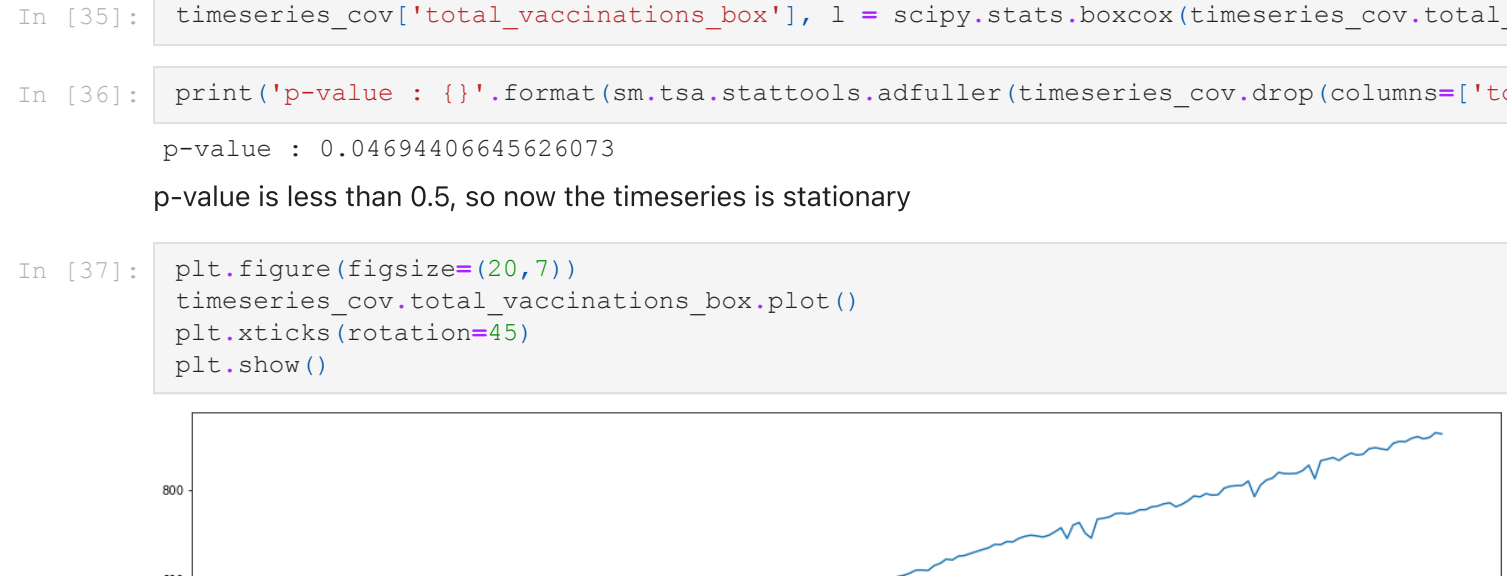 In [35]: timeseries_cov['total_vaccinations_box'], l = scipy.stats.boxcox(timeseries_cov.total_
In [36]: print('p-value : {}'.format(sm.tsa.stattools.adfuller(timeseries_cov.drop(columns=['to
p-value : 0.04694406645626073
p-value is less than 0.5, so now the timeseries is stationary
In [37]: plt.figure(figsize=(20,7))
timeseries_cov.total_vaccinations_box.plot()
plt.xticks(rotation=45)
plt.show()
800